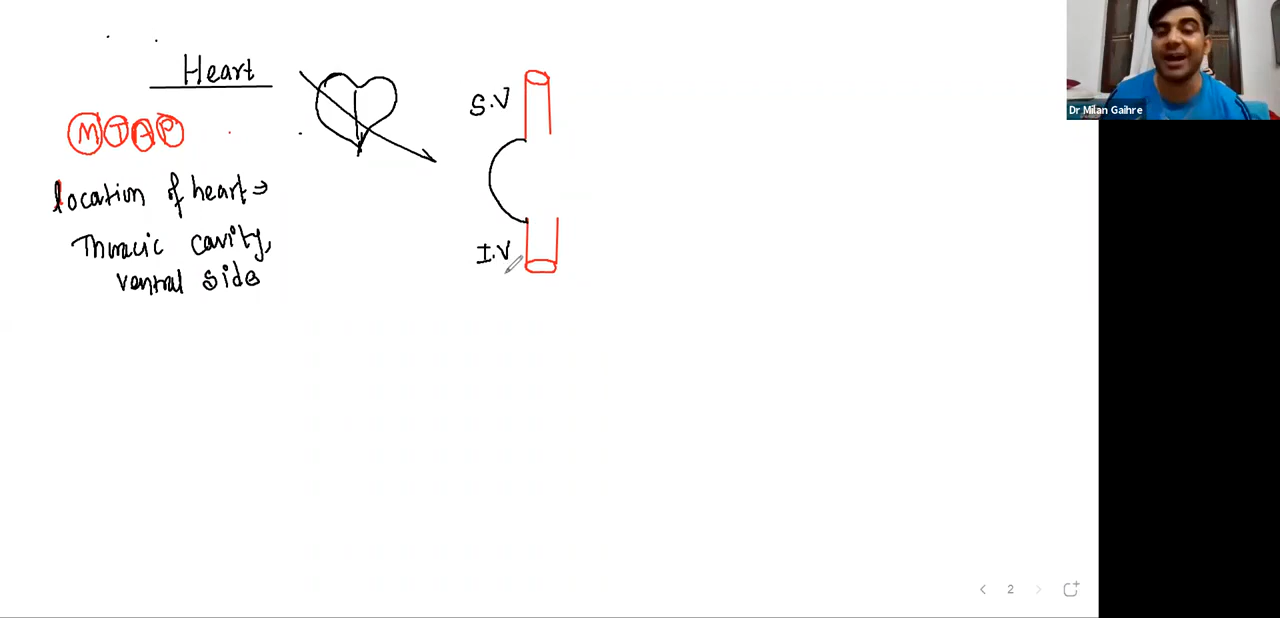 Heart
MTAP
location of heart ⇒
Thoracic cavity,
ventral side
S.V
I.V
Dr Milan Gaihre
2